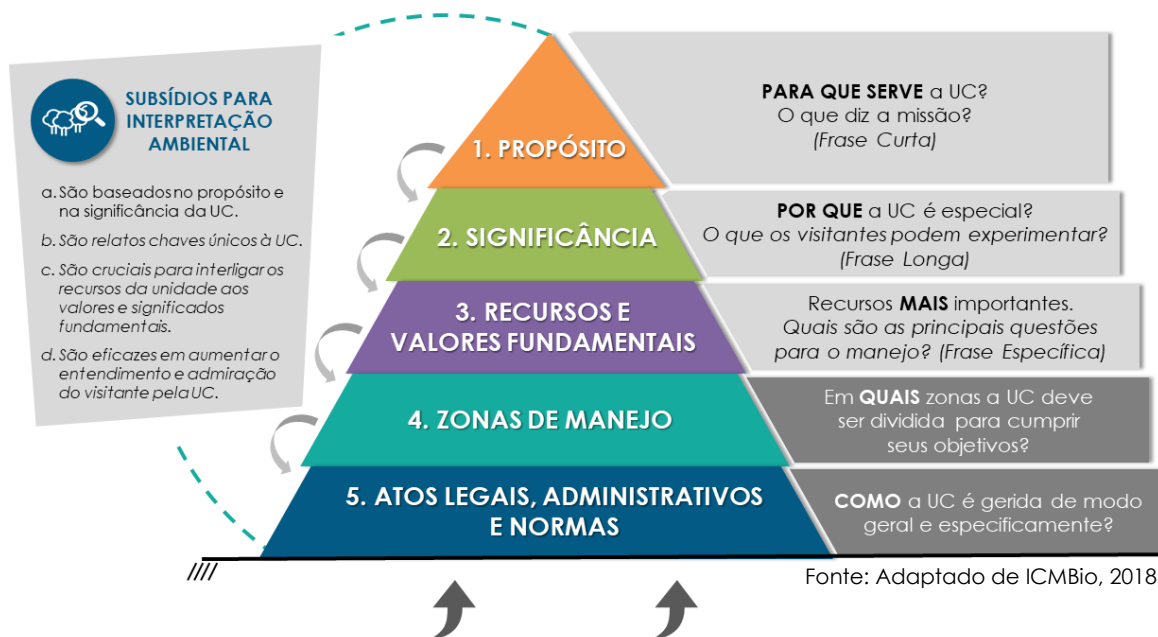 SUBSÍDIOS PARA
INTERPRETAÇÃO
AMBIENTAL
a. São baseados no propósito e
na significância da UC.
b. São relatos chaves únicos à UC.
c. São cruciais para interligar os
recursos da unidade aos
valores e significados
fundamentais.
d. São eficazes em aumentar o
entendimento e admiração
do visitante pela UC.
1. PROPÓSITO
PARA QUE SERVE a UC?
O que diz a missão?
(Frase Curta)
2. SIGNIFICÂNCIA
POR QUE a UC é especial?
O que os visitantes podem experimentar?
(Frase Longa)
3. RECURSOS E
VALORES FUNDAMENTAIS
Recursos MAIS importantes.
Quais são as principais questões
para o manejo? (Frase Específica)
4. ZONAS DE MANEJO
Em QUAIS zonas a UC deve
ser dividida para cumprir
seus objetivos?
5. ATOS LEGAIS, ADMINISTRATIVOS
E NORMAS
COMO a UC é gerida de modo
geral e especificamente?
Fonte: Adaptado de ICMBio, 2018